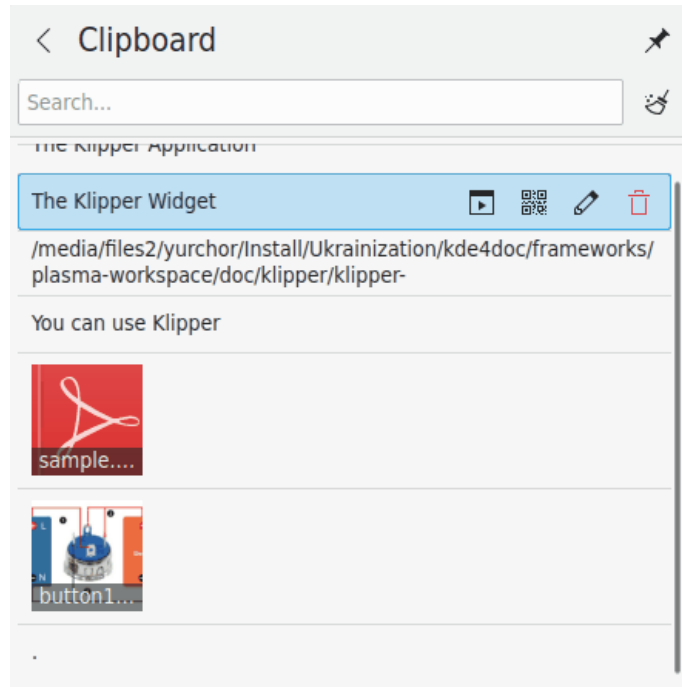 Clipboard
Search...
The Klipper Application
The Klipper Widget
/media/files2/yurchor/Install/Ukrainization/kde4doc/frameworks/
plasma-workspace/doc/klipper/klipper-
You can use Klipper
sample....
L
N
button1...
.